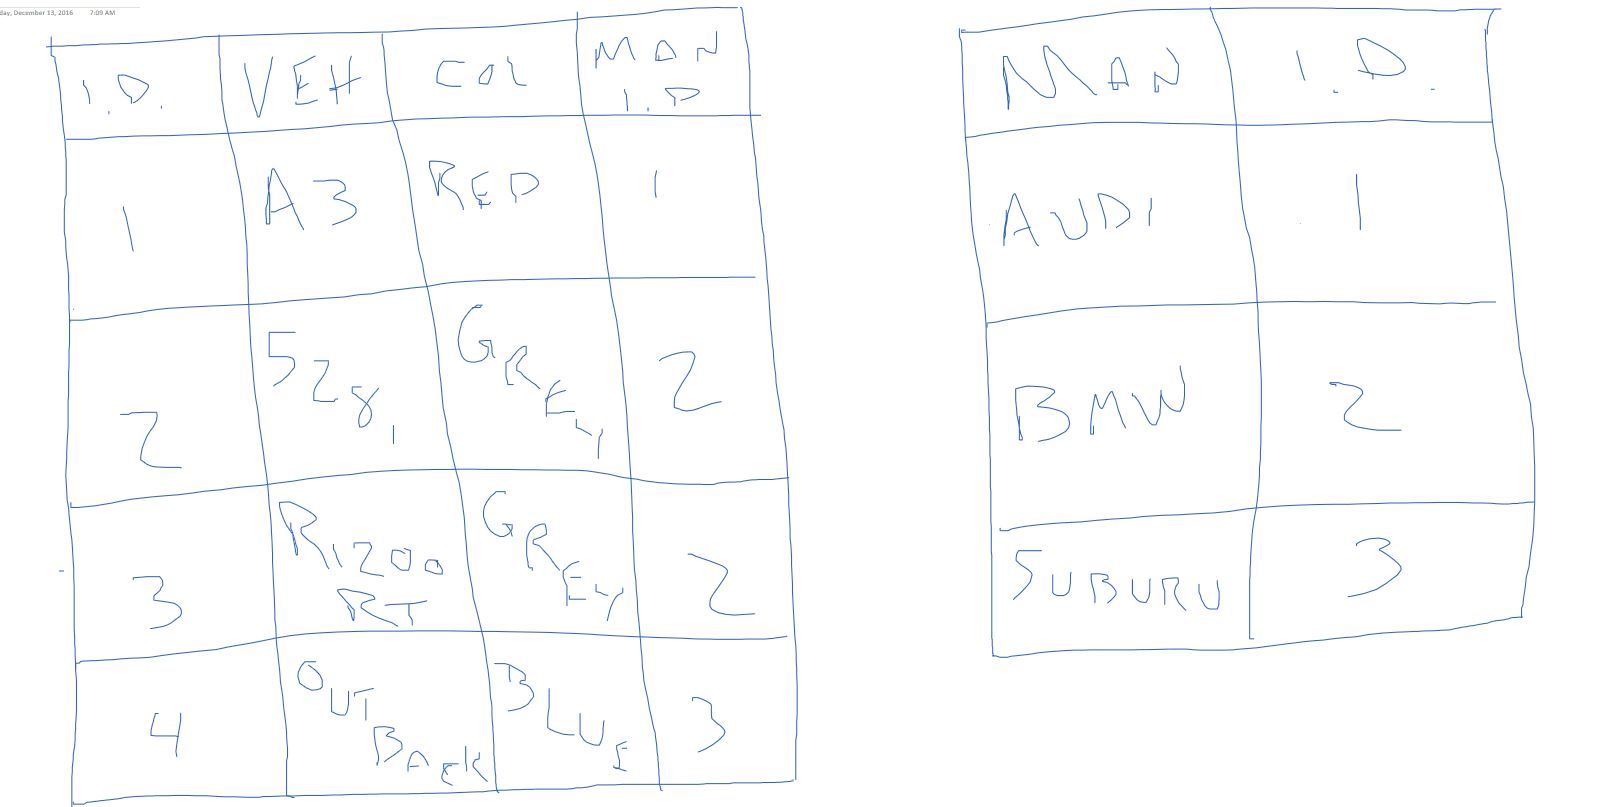 day, December 13, 2016 7:09 AM
I.D. VEH COL MAN I.D
1 A3 RED 1
2 528i GREY 2
3 R1200 RT GREY 2
4 OUTBACK BLUE 3
MAN I.D.
AUDI 1
BMW 2
SUBURU 3